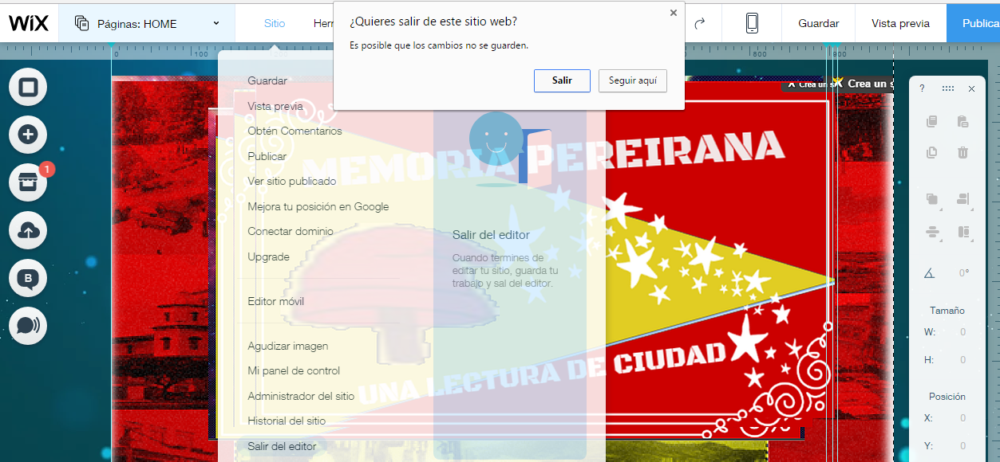 WiX
Páginas: HOME
Sitio
Herr
¿Quieres salir de este sitio web?
Es posible que los cambios no se guarden.
Salir
Seguir aquí
Guardar
Vista previa
Publica
0
100
800
900
Guardar
Vista previa
Obtén Comentarios
Publicar
Ver sitio publicado
Mejora tu posición en Google
Conectar dominio
Upgrade
Editor móvil
Agudizar imagen
Mi panel de control
Administrador del sitio
Historial del sitio
Salir del editor
Salir del editor
Cuando termines de
editar tu sitio, guarda tu
trabajo y sal del editor.
1
B
MEMORIA PEREIRANA
UNA LECTURA DE CIUDAD
Crea un s
Crea un s
?
0°
Tamaño
W: 0
H: 0
Posición
X: 0
Y: 0